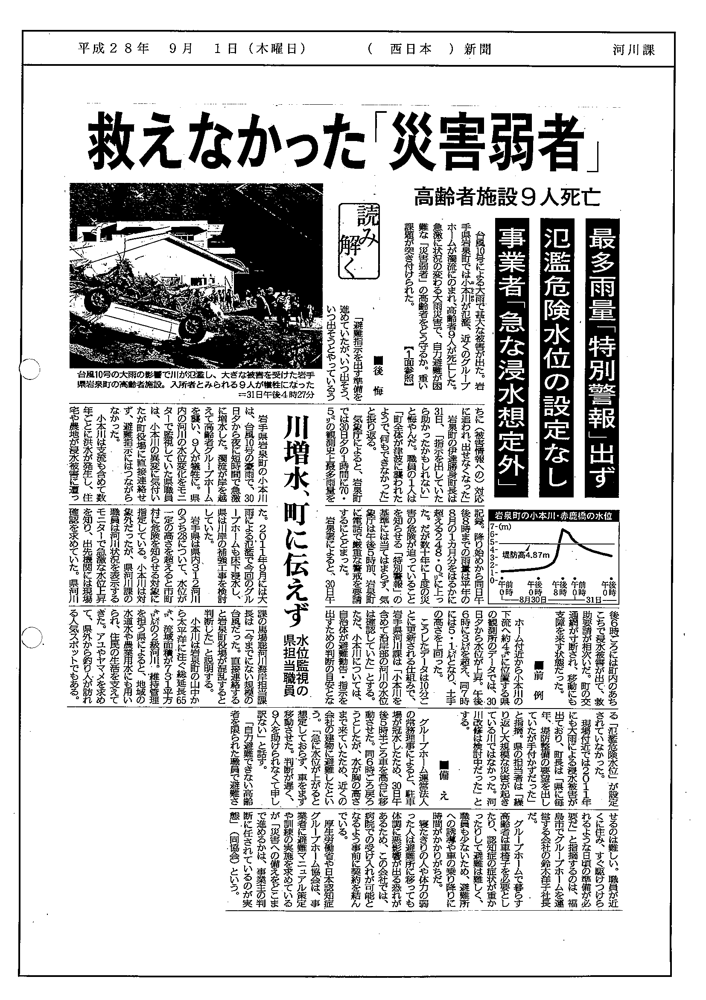 平成28年 9月 1日(木曜日) ( 西日本 )新聞 河川課
救えなかった「災害弱者」
高齢者施設9人死亡
最多雨量「特別警報」出ず
氾濫危険水位の設定なし
事業者「急な浸水想定外」
台風10号による大雨で甚大な被害が出た。岩
手県岩泉町では小本川が氾濫、近くのグループ
ホームが濁流にのまれ、高齢者9人が死亡した。
急激に状況の変わる大雨災害で、自力避難が困
難な「災害弱者」の高齢者をどう守るか。重い
課題が突き付けられた。 【1面参照】
読み
解く
台風10号の大雨の影響で川が氾濫し、大きな被害を受けた岩手
県岩泉町の高齢者施設。入所者とみられる9人が犠牲になった
=31日午後4時27分
■後 悔
「避難指示を出す準備を
進めていたが、いつ出そう、
いつ出そうとやっているう
ちに(被害情報への)対応
に追われ、出せなくなった」
岩泉町の伊達勝身町長は
31日、「指示を出していた
ら助かったかもしれない」
と悔やんだ。職員の1人は
「町全体が津波に襲われた
ようで、何もできなかった」
と振り返る。
気象庁によると、岩泉町
では30日夕の1時間に70・
5㍉の観測史上最多雨量を
記録。降り始めから同日午
後8時までの雨量は平年の
8月の1カ月分をはるかに
超える248・0㍉に上っ
た。だが数十年に1度の災
害の危険が迫っていること
を知らせる「特別警報」の
基準には当てはまらず、気
象庁は午後5時前、岩泉町
に電話で厳重な警戒を要請
するにとどまった。
岩泉署によると、30日午
後6時ごろには町内のあち
こちで浸水被害が出て、救
助要請が相次いだ。町の交
通網が寸断され、移動にも
支障を来す状態だった。
■前 例
ホーム付近から小本川の
下流へ約4㌔に位置する県
の観測所のデータでは、30
日夕から水位が上昇。午後
6時に3㍍を超え、同7時
には5・1㍍となり、土手
の高さを上回った。
こうしたデータは10分ご
とに更新される仕組みで、
岩手県河川課は「小本川を
含めて沿岸部の河川の水位
は確認していた」とする。
ただ、小本川については、
自治体が避難勧告・指示を
出すための判断の目安とな
る「氾濫危険水位」が設定
されていなかった。
現場付近では2011年
にも大雨による浸水被害が
出ており、町長は「県に毎
年、堤防整備の要望を出し
ていたが手付かずだった」
と指摘。県の担当者は「繰
り返し大規模な災害が起き
ている川ではなかった。河
川改修は検討中だった」と
する。
■備 え
グループホーム運営法人
の常務理事によると、駐車
場が冠水したため、30日午
後5時半ごろ車を高台に移
動させた。同6時ごろ戻ろ
うとしたが、水が胸の高さ
まで来ていたため、近くの
会社の建物に避難したとい
う。「急に水位が上がると
想定しておらず、車をまず
移動させた。判断が遅く、
9人を助けられなくて申し
訳ない」と話す。
「自力避難できない高齢
者を限られた職員で避難さ
せるのは難しい。職員が近
くに住み、すぐ駆けつけら
れるような日頃の準備が必
要だ」と指摘するのは、福
島市でグループホームを運
営する会社の鈴木洋子社長
だ。
グループホームで暮らす
高齢者は車椅子を必要とし
たり、認知症の症状が重か
ったりして避難は難しく、
職員も少ないため、避難所
への誘導や車の乗り降りに
時間がかかりがちだ。
寝たきりの人や体力の弱
った人は避難所に移っても
体調に悪影響が出る恐れが
あるため、この会社では、
病院での受け入れが可能と
なるよう事前に契約を結ん
でいる。
厚生労働省や日本認知症
グループホーム協会は、事
業者に避難マニュアル策定
や訓練の実施を求めている
が「災害への備えをどこま
で進めるかは、事業主の判
断に任されているのが実
態」(同協会)という。
岩泉町の小本川・赤鹿橋の水位
7-(m)
6-
5-
4-
3-
2-
1-
0-
堤防高4.87m
午前0時 午後0時 午後8時 午前0時 午後0時
8月30日 31日
川増水、町に伝えず
水位監視の
県担当職員
岩手県岩泉町の小本川
は、台風10号の豪雨で、30
日夕から夜に短時間で急激
に増水した。濁流が岸を越
えて高齢者グループホーム
を襲い、9人が犠牲に。県
内の河川の水位変化をモニ
ターで監視していた県職員
は、小本川の異変に気付い
たが町役場に直接連絡せ
ず、避難指示にはつながら
なかった。
小本川は支流も含めて数
年ごとに洪水が発生し、住
宅や農地が浸水被害に遭っ
た。2011年9月には大
雨による氾濫で今回のグル
ープホームも床下浸水し、
県は川岸の補強工事を検討
していた。
岩手県は県内312河川
のうち28について、水位が
一定の高さを超えると市町
村に危険を知らせる対象に
指定している。小本川は対
象外だったが、県河川課の
職員は河川状況を表示する
モニターで急激な水位上昇
を知り、出先機関には現場
確認を求めていた。県河川
課の馬場聡河川海岸担当課
長は「今までにない規模の
台風だった。直接連絡する
と岩泉町役場が混乱すると
判断した」と説明する。
小本川は岩泉町の山中か
ら太平洋に注ぐ総延長65
㌔、流域面積が731平方
㌔㍍の2級河川。維持管理
を担う県によると、地域の
水道水や農業用水にも用い
られ、住民の生活を支えて
きた。アユやヤマメを求め
て、県外から釣り人が訪れ
る人気スポットでもある。